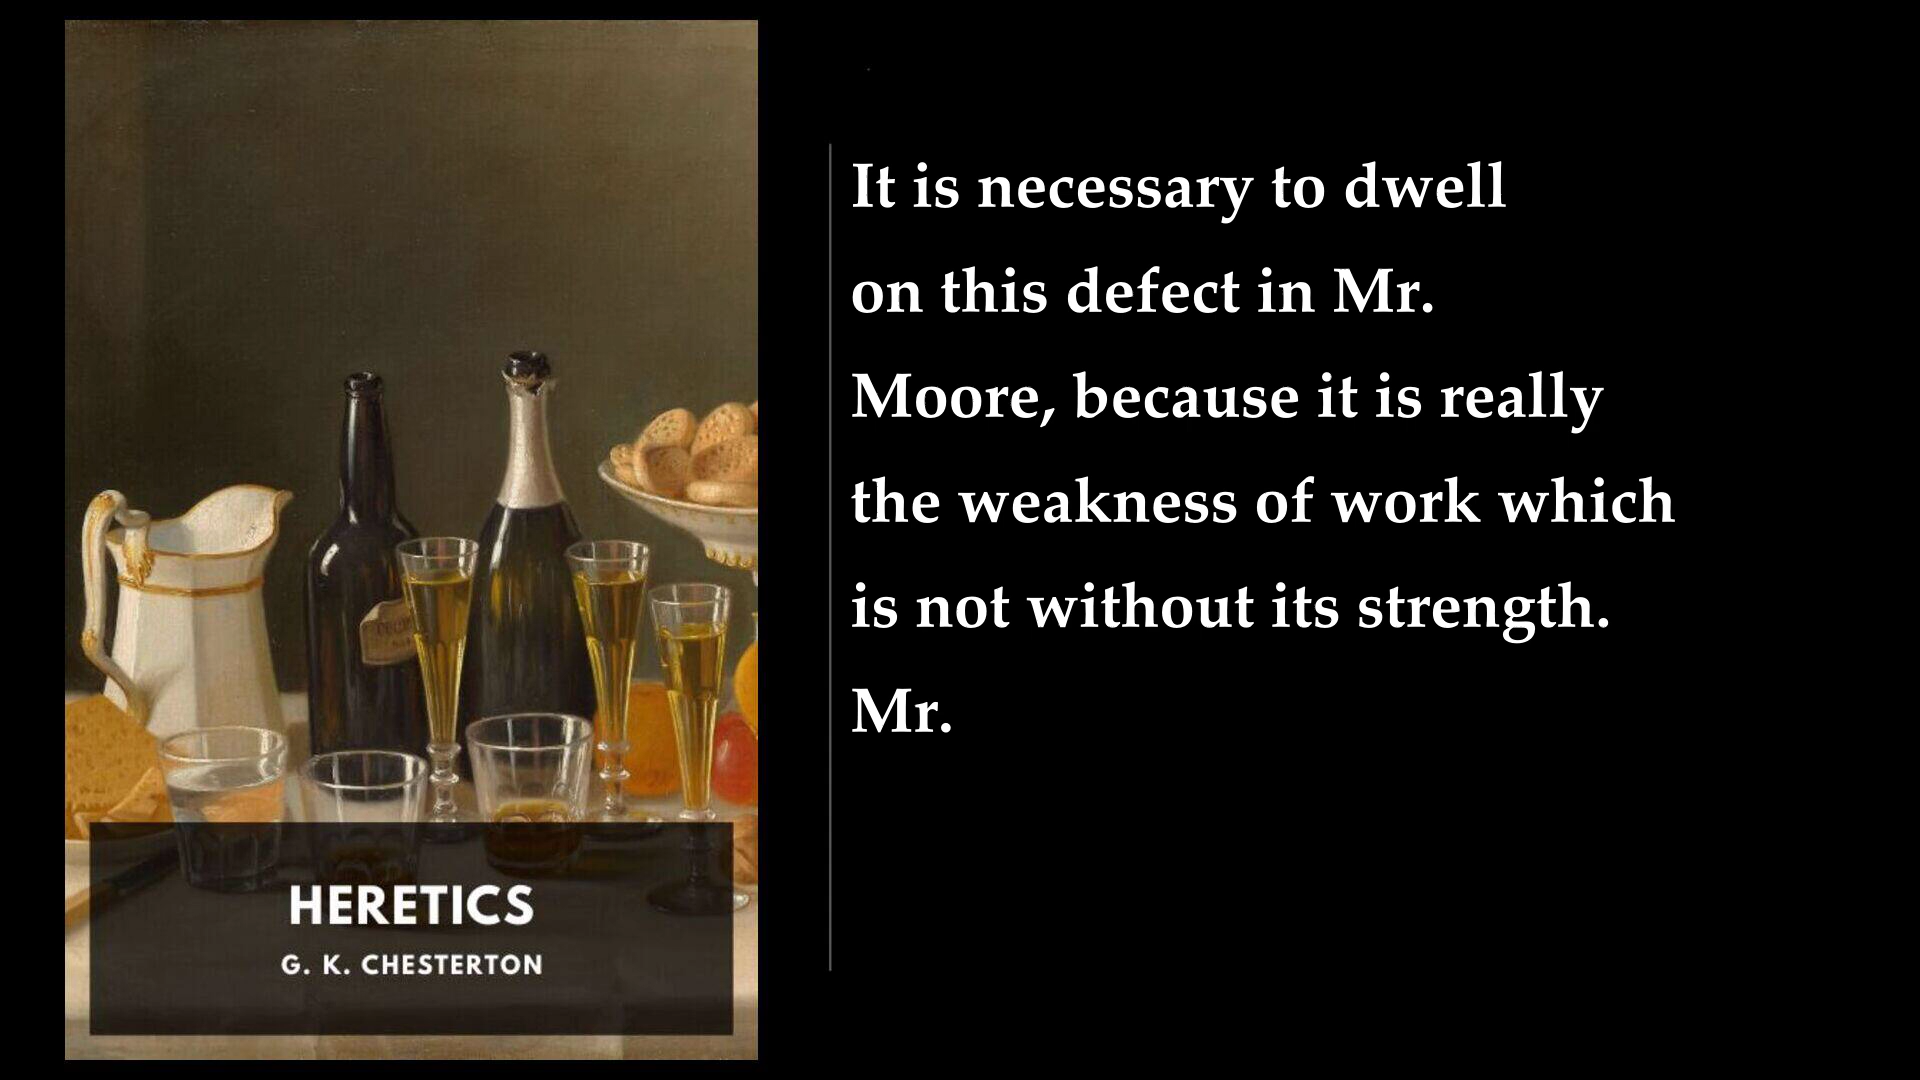 It is necessary to dwell
on this defect in Mr.
Moore, because it is really
the weakness of work which
is not without its strength.
Mr.
HERETICS
G. K. CHESTERTON